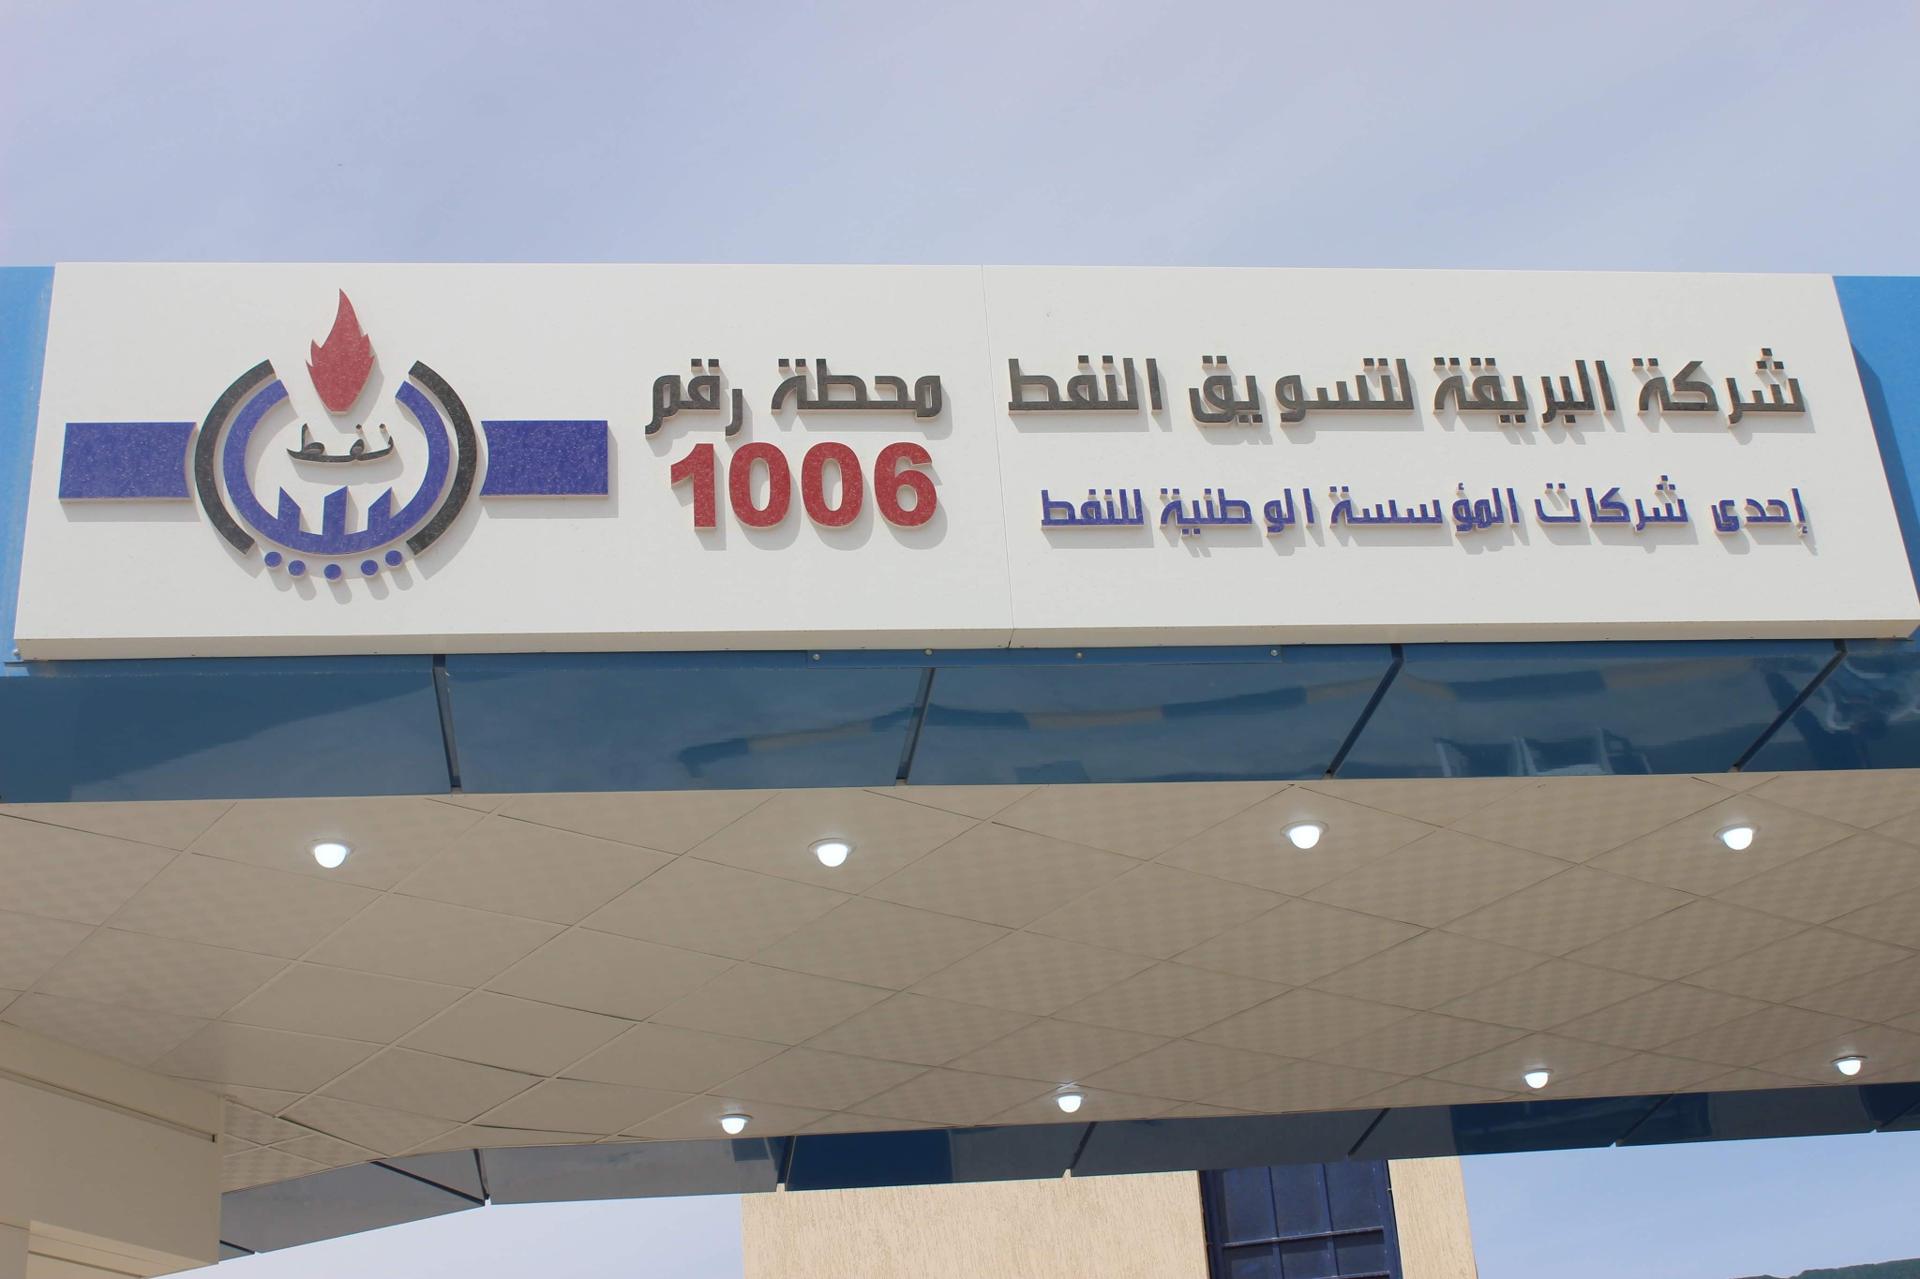 شركة البريقة لتسويق النفط
إحدى شركات المؤسسة الوطنية للنفط
محطة رقم
1006
نفط
ليبيا